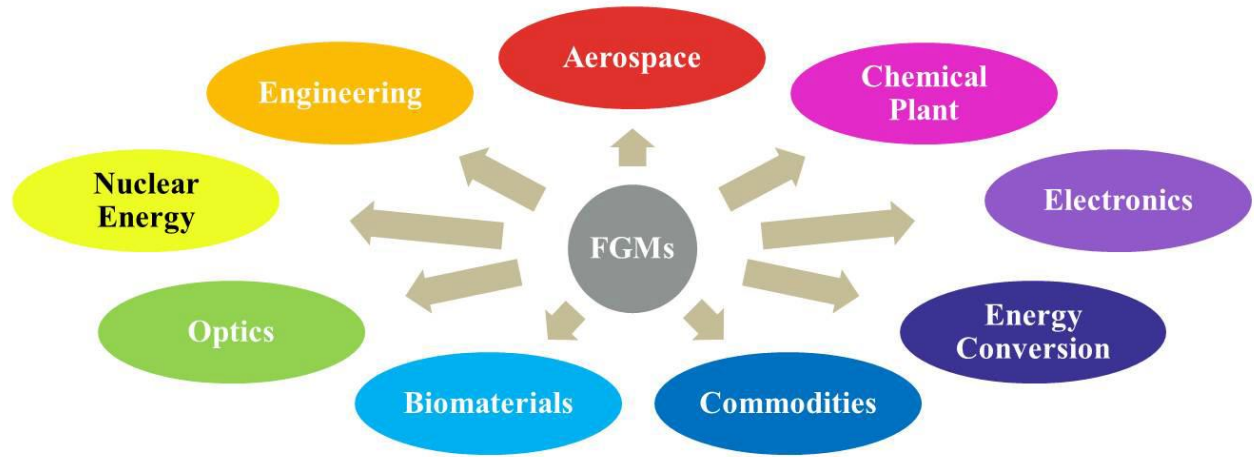 Aerospace
Engineering
Chemical
Plant
Nuclear
Energy
Electronics
FGMs
Optics
Energy
Conversion
Biomaterials
Commodities